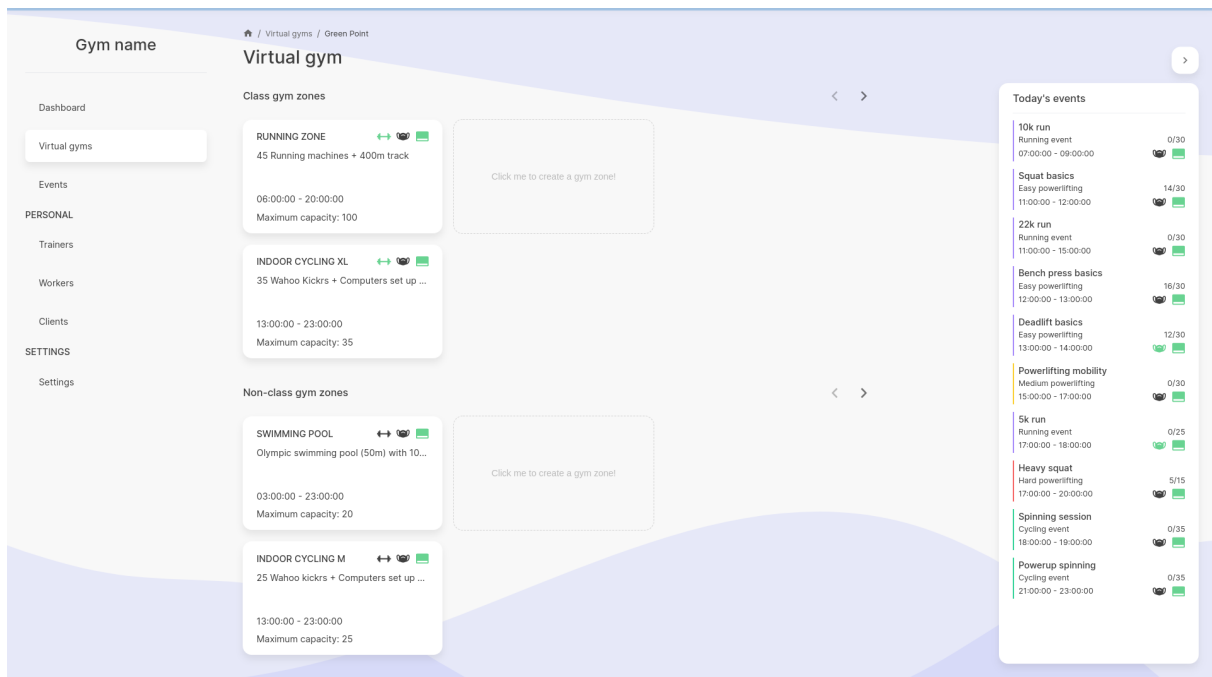 Gym name
Dashboard
Virtual gyms
Events
PERSONAL
Trainers
Workers
Clients
SETTINGS
Settings
/ Virtual gyms / Green Point
Virtual gym
Class gym zones
RUNNING ZONE
45 Running machines + 400m track
06:00:00 - 20:00:00
Maximum capacity: 100
Click me to create a gym zone!
INDOOR CYCLING XL
35 Wahoo Kickrs + Computers set up ...
13:00:00 - 23:00:00
Maximum capacity: 35
Non-class gym zones
SWIMMING POOL
Olympic swimming pool (50m) with 10...
03:00:00 - 23:00:00
Maximum capacity: 20
Click me to create a gym zone!
INDOOR CYCLING M
25 Wahoo kickrs + Computers set up ...
13:00:00 - 23:00:00
Maximum capacity: 25
Today's events
10k run
Running event 0/30
07:00:00 - 09:00:00
Squat basics
Easy powerlifting 14/30
11:00:00 - 12:00:00
22k run
Running event 0/30
11:00:00 - 15:00:00
Bench press basics
Easy powerlifting 16/30
12:00:00 - 13:00:00
Deadlift basics
Easy powerlifting 12/30
13:00:00 - 14:00:00
Powerlifting mobility
Medium powerlifting 0/30
15:00:00 - 17:00:00
5k run
Running event 0/25
17:00:00 - 18:00:00
Heavy squat
Hard powerlifting 5/15
17:00:00 - 20:00:00
Spinning session
Cycling event 0/35
18:00:00 - 19:00:00
Powerup spinning
Cycling event 0/35
21:00:00 - 23:00:00